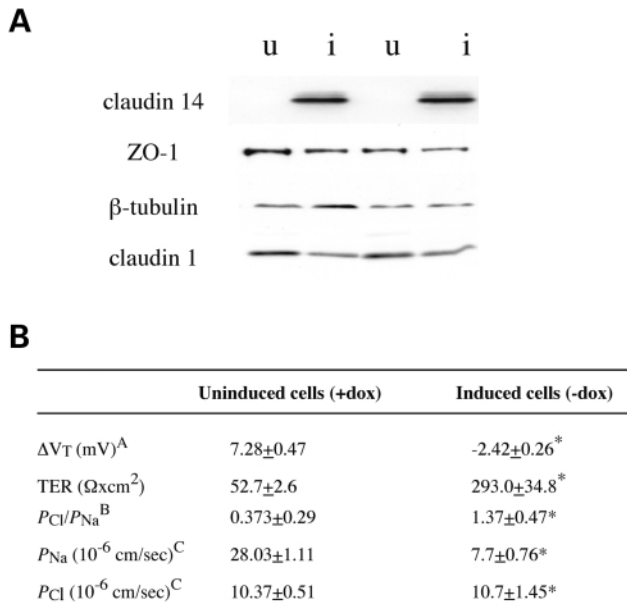 A
u i u i
claudin 14
ZO-1
β-tubulin
claudin 1
B
Uninduced cells (+dox) Induced cells (-dox)
ΔVT (mV)A 7.28±0.47 -2.42±0.26*
TER (Ωxcm2) 52.7±2.6 293.0±34.8*
PCl/PNaB 0.373±0.29 1.37±0.47*
PNa (10-6 cm/sec)C 28.03±1.11 7.7±0.76*
PCl (10-6 cm/sec)C 10.37±0.51 10.7±1.45*